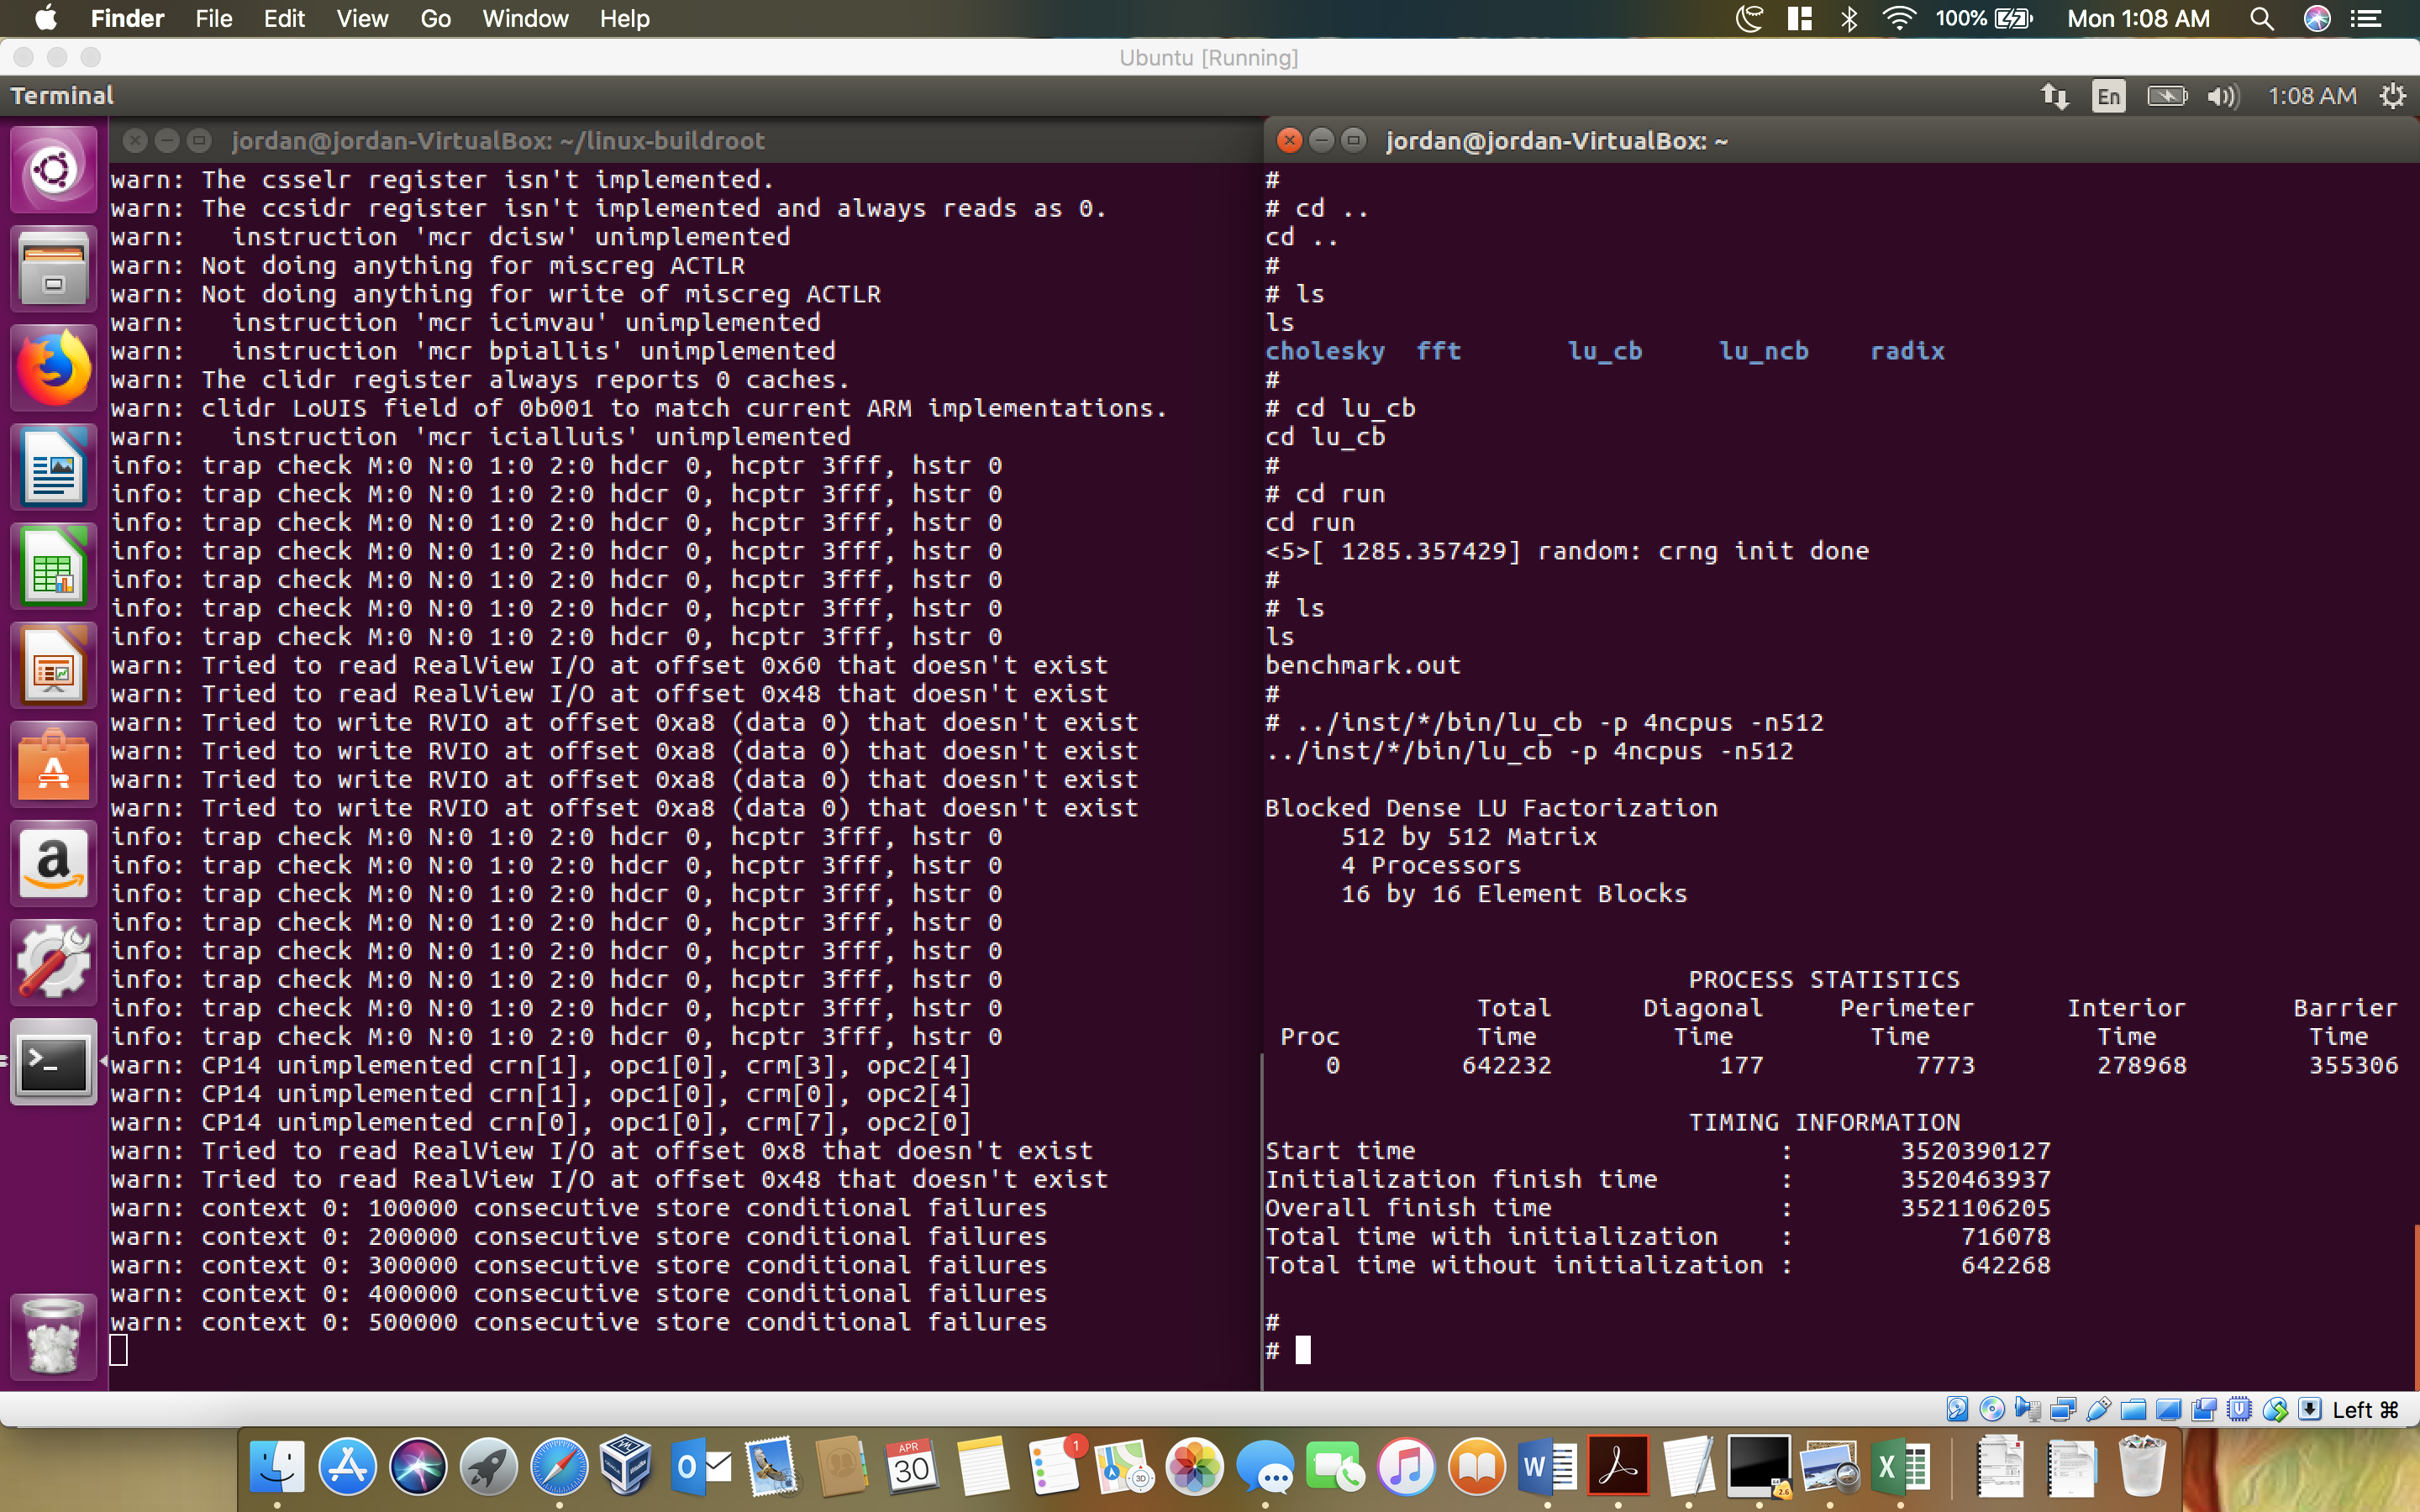 Finder File Edit View Go Window Help 100% Mon 1:08 AM
Ubuntu [Running]
Terminal En 1:08 AM
jordan@jordan-VirtualBox: ~/linux-buildroot
warn: The csselr register isn't implemented.
warn: The ccsidr register isn't implemented and always reads as 0.
warn:   instruction 'mcr dcisw' unimplemented
warn: Not doing anything for miscreg ACTLR
warn: Not doing anything for write of miscreg ACTLR
warn:   instruction 'mcr icimvau' unimplemented
warn:   instruction 'mcr bpiallis' unimplemented
warn: The clidr register always reports 0 caches.
warn: clidr LoUIS field of 0b001 to match current ARM implementations.
warn:   instruction 'mcr icialluis' unimplemented
info: trap check M:0 N:0 1:0 2:0 hdcr 0, hcptr 3fff, hstr 0
info: trap check M:0 N:0 1:0 2:0 hdcr 0, hcptr 3fff, hstr 0
info: trap check M:0 N:0 1:0 2:0 hdcr 0, hcptr 3fff, hstr 0
info: trap check M:0 N:0 1:0 2:0 hdcr 0, hcptr 3fff, hstr 0
info: trap check M:0 N:0 1:0 2:0 hdcr 0, hcptr 3fff, hstr 0
info: trap check M:0 N:0 1:0 2:0 hdcr 0, hcptr 3fff, hstr 0
info: trap check M:0 N:0 1:0 2:0 hdcr 0, hcptr 3fff, hstr 0
warn: Tried to read RealView I/O at offset 0x60 that doesn't exist
warn: Tried to read RealView I/O at offset 0x48 that doesn't exist
warn: Tried to write RVIO at offset 0xa8 (data 0) that doesn't exist
warn: Tried to write RVIO at offset 0xa8 (data 0) that doesn't exist
warn: Tried to write RVIO at offset 0xa8 (data 0) that doesn't exist
warn: Tried to write RVIO at offset 0xa8 (data 0) that doesn't exist
info: trap check M:0 N:0 1:0 2:0 hdcr 0, hcptr 3fff, hstr 0
info: trap check M:0 N:0 1:0 2:0 hdcr 0, hcptr 3fff, hstr 0
info: trap check M:0 N:0 1:0 2:0 hdcr 0, hcptr 3fff, hstr 0
info: trap check M:0 N:0 1:0 2:0 hdcr 0, hcptr 3fff, hstr 0
info: trap check M:0 N:0 1:0 2:0 hdcr 0, hcptr 3fff, hstr 0
info: trap check M:0 N:0 1:0 2:0 hdcr 0, hcptr 3fff, hstr 0
info: trap check M:0 N:0 1:0 2:0 hdcr 0, hcptr 3fff, hstr 0
info: trap check M:0 N:0 1:0 2:0 hdcr 0, hcptr 3fff, hstr 0
warn: CP14 unimplemented crn[1], opc1[0], crm[3], opc2[4]
warn: CP14 unimplemented crn[1], opc1[0], crm[0], opc2[4]
warn: CP14 unimplemented crn[0], opc1[0], crm[7], opc2[0]
warn: Tried to read RealView I/O at offset 0x8 that doesn't exist
warn: Tried to read RealView I/O at offset 0x48 that doesn't exist
warn: context 0: 100000 consecutive store conditional failures
warn: context 0: 200000 consecutive store conditional failures
warn: context 0: 300000 consecutive store conditional failures
warn: context 0: 400000 consecutive store conditional failures
warn: context 0: 500000 consecutive store conditional failures
jordan@jordan-VirtualBox: ~
#
# cd ..
cd ..
#
# ls
ls
cholesky fft lu_cb lu_ncb radix
#
# cd lu_cb
cd lu_cb
#
# cd run
cd run
<5>[ 1285.357429] random: crng init done
#
# ls
ls
benchmark.out
#
# ../inst/*/bin/lu_cb -p 4ncpus -n512
../inst/*/bin/lu_cb -p 4ncpus -n512
Blocked Dense LU Factorization
512 by 512 Matrix
4 Processors
16 by 16 Element Blocks
PROCESS STATISTICS
Total Diagonal Perimeter Interior Barrier
Proc Time Time Time Time Time
0 642232 177 7773 278968 355306
TIMING INFORMATION
Start time : 3520390127
Initialization finish time : 3520463937
Overall finish time : 3521106205
Total time with initialization : 716078
Total time without initialization : 642268
#
#
Left ⌘
APR
30
1
3D
2.6